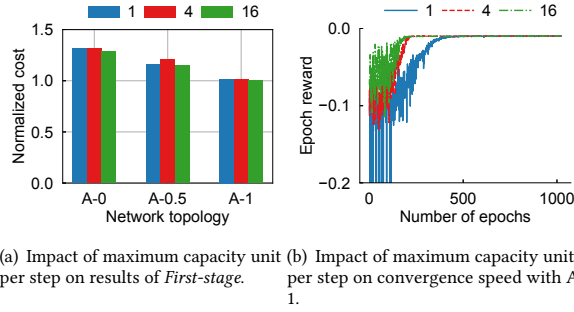 1 4 16
1.5
1.0
0.5
0.0
Normalized cost
A-0 A-0.5 A-1
Network topology
1 4 16
0.0
−0.1
−0.2
Epoch reward
0 500 1000
Number of epochs
(a) Impact of maximum capacity unit
per step on results of First-stage.
(b) Impact of maximum capacity unit
per step on convergence speed with A
1.